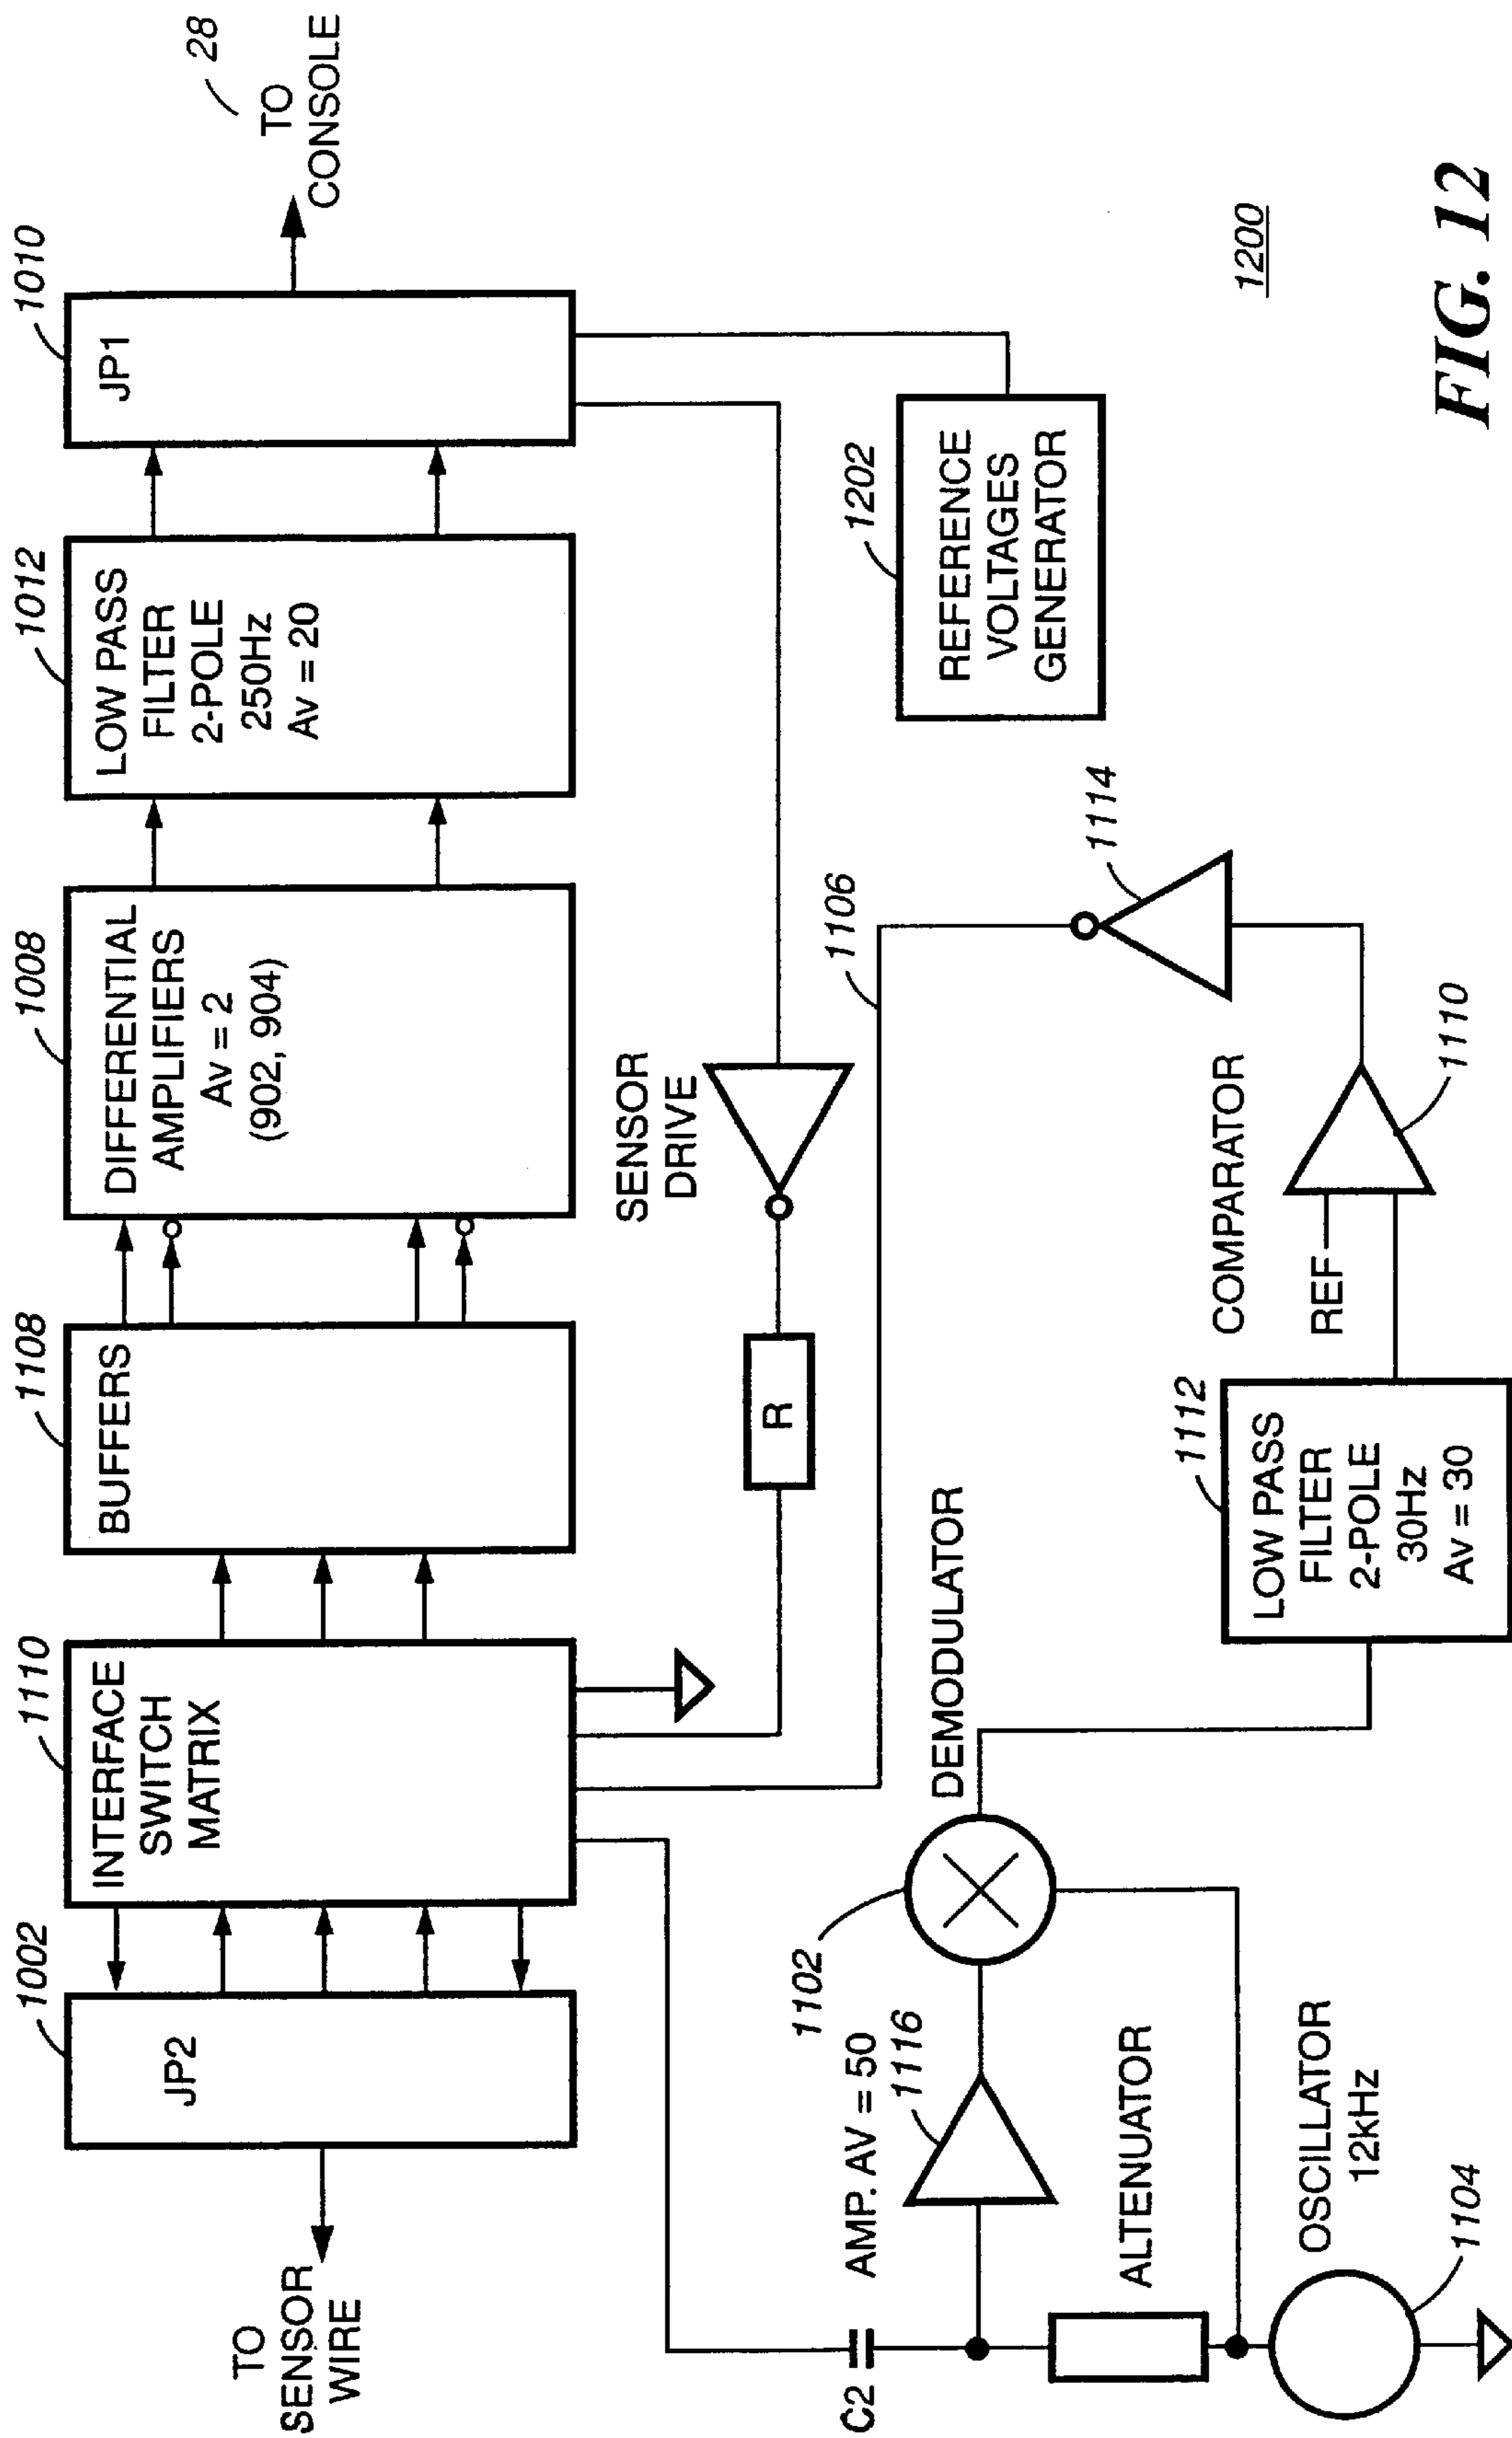 1002
JP2
TO
SENSOR
WIRE
1110
INTERFACE
SWITCH
MATRIX
1108
BUFFERS
1008
DIFFERENTIAL
AMPLIFIERS
Av = 2
(902, 904)
1012
LOW PASS
FILTER
2-POLE
250Hz
Av = 20
1010
JP1
28
TO
CONSOLE
R
SENSOR
DRIVE
1106
1202
REFERENCE
VOLTAGES
GENERATOR
C2
AMP. AV = 50
1116
1102
DEMODULATOR
1114
ALTENUATOR
OSCILLATOR
12kHz
1104
1112
LOW PASS
FILTER
2-POLE
30Hz
Av = 30
COMPARATOR
REF
1110
1200
FIG. 12